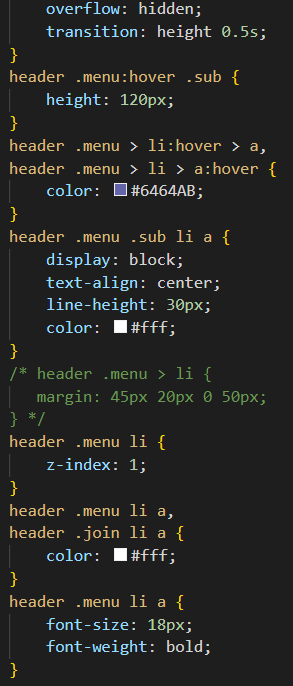 overflow: hidden;
    transition: height 0.5s;
}
header .menu:hover .sub {
    height: 120px;
}
header .menu > li:hover > a,
header .menu > li > a:hover {
    color: #6464AB;
}
header .menu .sub li a {
    display: block;
    text-align: center;
    line-height: 30px;
    color: #fff;
}
/* header .menu > li {
   margin: 45px 20px 0 50px;
} */
header .menu li {
    z-index: 1;
}
header .menu li a,
header .join li a {
    color: #fff;
}
header .menu li a {
    font-size: 18px;
    font-weight: bold;
}